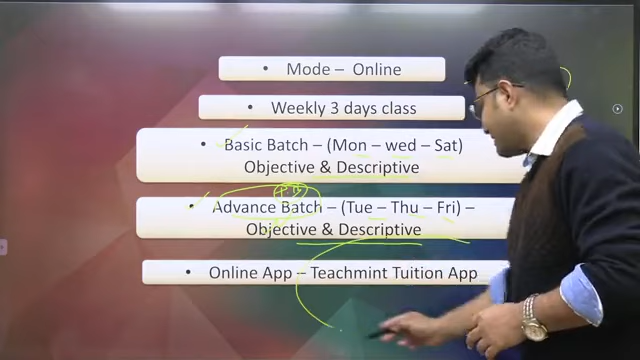 • Mode – Online
• Weekly 3 days class
• Basic Batch – (Mon – wed – Sat)
Objective & Descriptive
• Advance Batch – (Tue – Thu – Fri) –
Objective & Descriptive
• Online App – Teachmint Tuition App